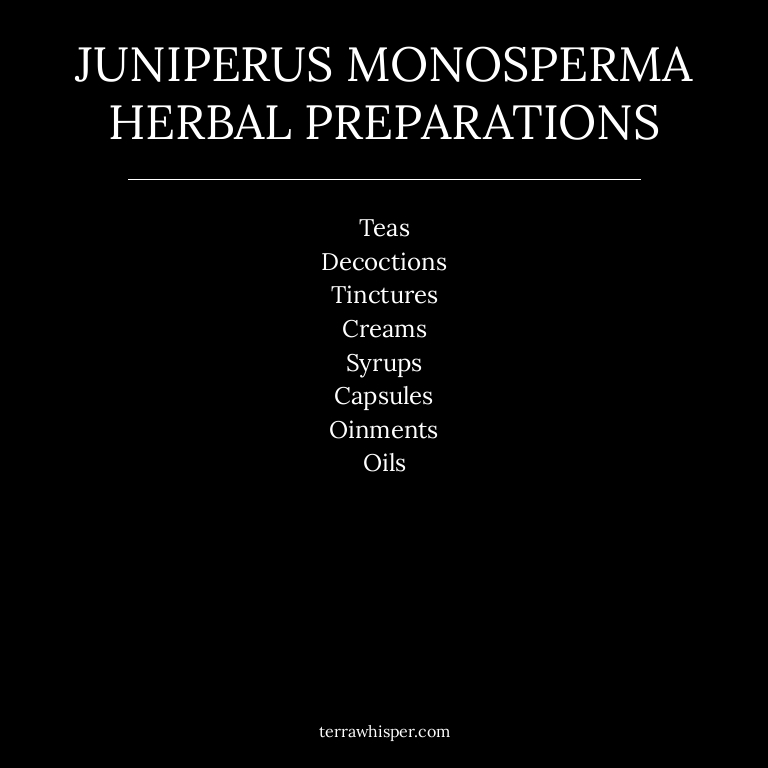 JUNIPERUS MONOSPERMA
HERBAL PREPARATIONS
Teas
Decoctions
Tinctures
Creams
Syrups
Capsules
Oinments
Oils
terrawhisper.com